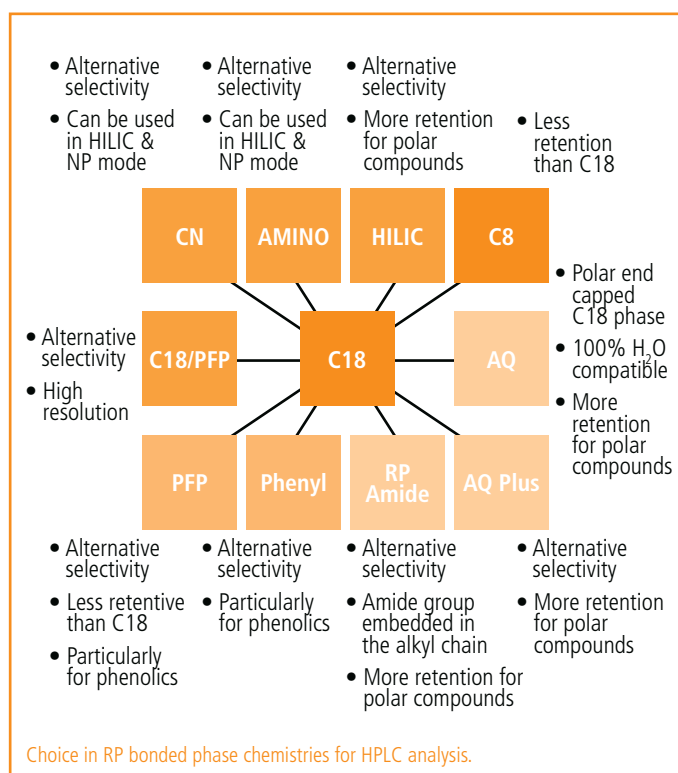 • Alternative
selectivity
• Can be used
in HILIC &
NP mode
• Alternative
selectivity
• Can be used
in HILIC &
NP mode
• Alternative
selectivity
• More retention
for polar
compounds
• Less
retention
than C18
CN
AMINO
HILIC
C8
• Alternative
selectivity
• High
resolution
C18/PFP
C18
AQ
• Polar end
capped
C18 phase
• 100% H₂O
compatible
• More
retention
for polar
compounds
PFP
Phenyl
RP
Amide
AQ Plus
• Alternative
selectivity
• Less retentive
than C18
• Particularly
for phenolics
• Alternative
selectivity
• Particularly
for phenolics
• Alternative
selectivity
• Amide group
embedded in
the alkyl chain
• More retention for
polar compounds
• Alternative
selectivity
• More retention
for polar
compounds
Choice in RP bonded phase chemistries for HPLC analysis.